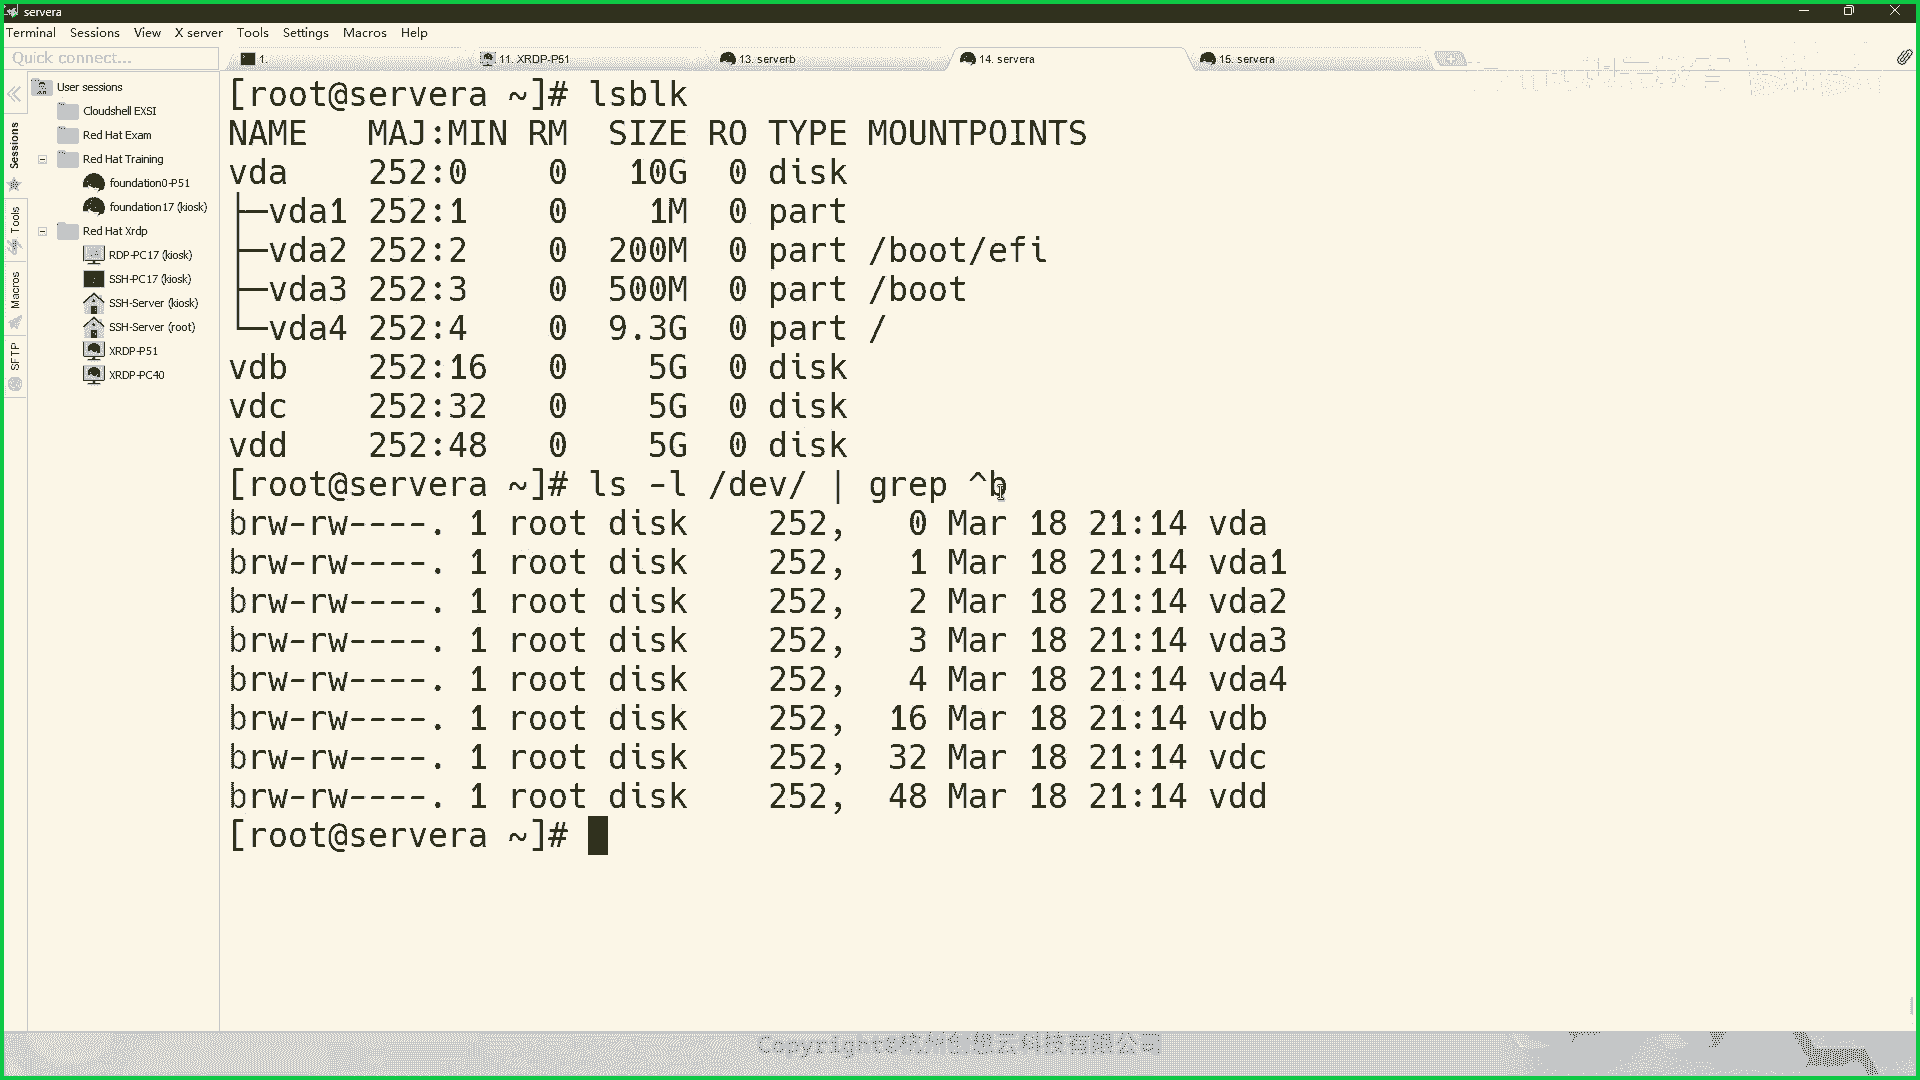 servera
Terminal Sessions View X server Tools Settings Macros Help
Quick connect...
1. 11. XRDP-P51 13. serverb 14. servera 15. servera
Sessions
Tools
Macros
SFTP
User sessions
Cloudshell EXSI
Red Hat Exam
Red Hat Training
foundation0-P51
foundation17 (kiosk)
Red Hat Xrdp
RDP-PC17 (kiosk)
SSH-PC17 (kiosk)
SSH-Server (kiosk)
SSH-Server (root)
XRDP-P51
XRDP-PC40
[root@servera ~]# lsblk
NAME   MAJ:MIN RM  SIZE RO TYPE MOUNTPOINTS
vda    252:0    0   10G  0 disk
├─vda1 252:1    0    1M  0 part
├─vda2 252:2    0  200M  0 part /boot/efi
├─vda3 252:3    0  500M  0 part /boot
└─vda4 252:4    0  9.3G  0 part /
vdb    252:16   0    5G  0 disk
vdc    252:32   0    5G  0 disk
vdd    252:48   0    5G  0 disk
[root@servera ~]# ls -l /dev/ | grep ^b
brw-rw----. 1 root disk    252,   0 Mar 18 21:14 vda
brw-rw----. 1 root disk    252,   1 Mar 18 21:14 vda1
brw-rw----. 1 root disk    252,   2 Mar 18 21:14 vda2
brw-rw----. 1 root disk    252,   3 Mar 18 21:14 vda3
brw-rw----. 1 root disk    252,   4 Mar 18 21:14 vda4
brw-rw----. 1 root disk    252,  16 Mar 18 21:14 vdb
brw-rw----. 1 root disk    252,  32 Mar 18 21:14 vdc
brw-rw----. 1 root disk    252,  48 Mar 18 21:14 vdd
[root@servera ~]#